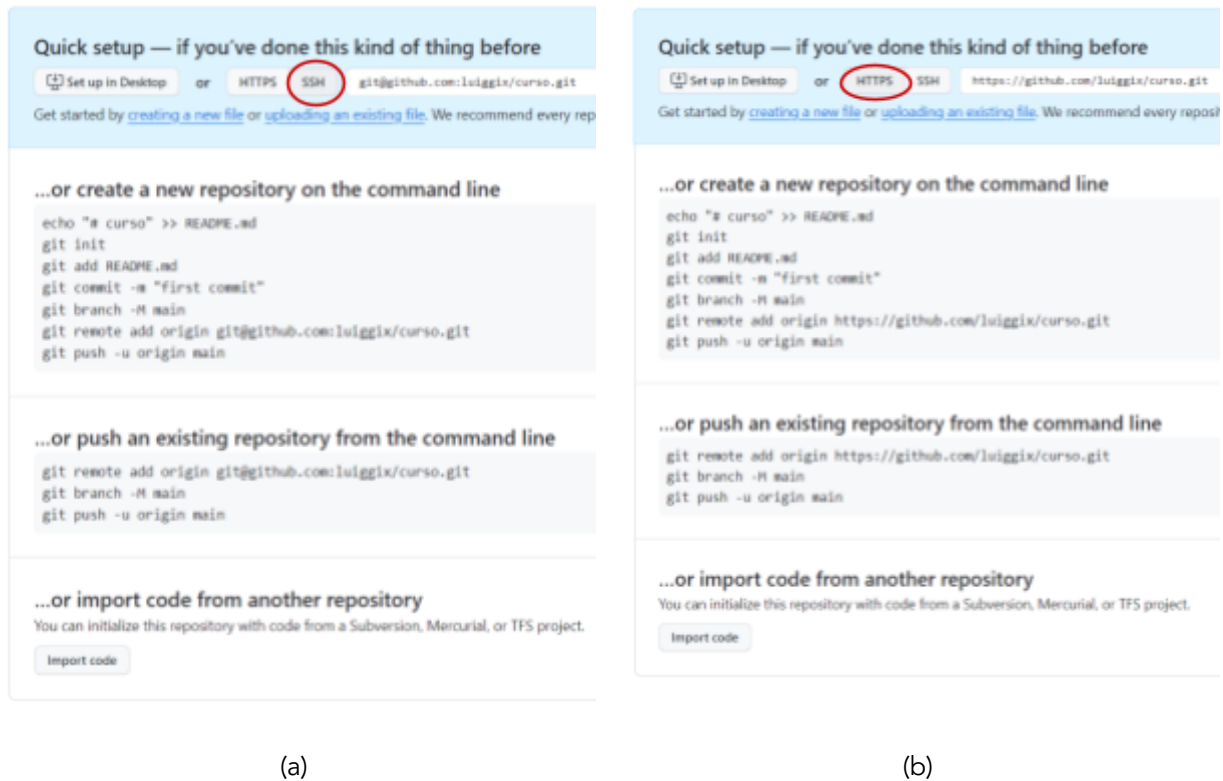 Quick setup — if you've done this kind of thing before
Set up in Desktop or HTTPS SSH git@github.com:luiggix/curso.git
Get started by creating a new file or uploading an existing file. We recommend every rep
...or create a new repository on the command line
echo "# curso" >> README.md
git init
git add README.md
git commit -m "first commit"
git branch -M main
git remote add origin git@github.com:luiggix/curso.git
git push -u origin main
...or push an existing repository from the command line
git remote add origin git@github.com:luiggix/curso.git
git branch -M main
git push -u origin main
...or import code from another repository
You can initialize this repository with code from a Subversion, Mercurial, or TFS project.
Import code
(a)
Quick setup — if you've done this kind of thing before
Set up in Desktop or HTTPS SSH https://github.com/luiggix/curso.git
Get started by creating a new file or uploading an existing file. We recommend every reposit
...or create a new repository on the command line
echo "# curso" >> README.md
git init
git add README.md
git commit -m "first commit"
git branch -M main
git remote add origin https://github.com/luiggix/curso.git
git push -u origin main
...or push an existing repository from the command line
git remote add origin https://github.com/luiggix/curso.git
git branch -M main
git push -u origin main
...or import code from another repository
You can initialize this repository with code from a Subversion, Mercurial, or TFS project.
Import code
(b)